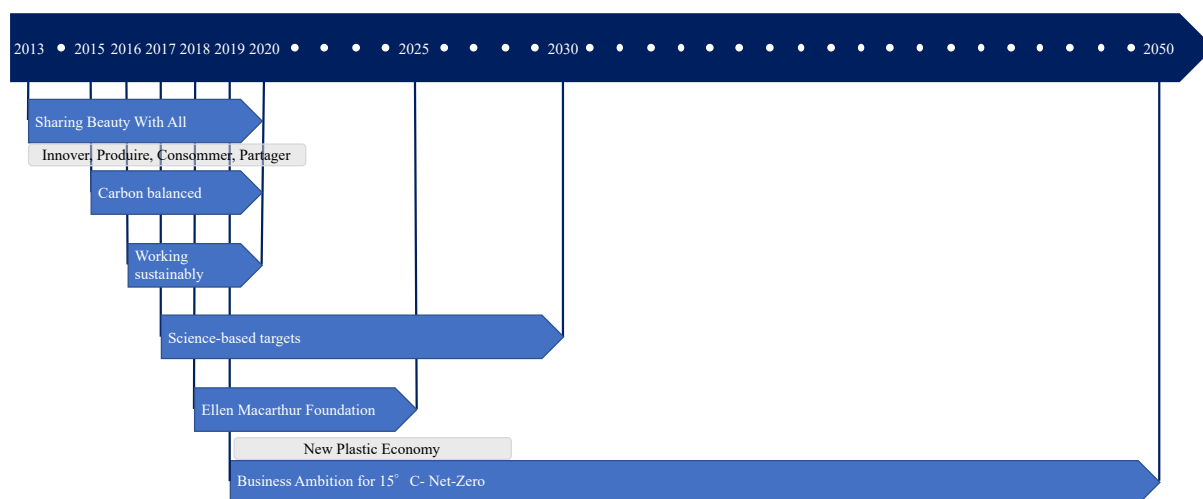 2013 2015 2016 2017 2018 2019 2020 2025 2030 2050
Sharing Beauty With All
Innover, Produire, Consommer, Partager
Carbon balanced
Working
sustainably
Science-based targets
Ellen Macarthur Foundation
New Plastic Economy
Business Ambition for 15° C- Net-Zero